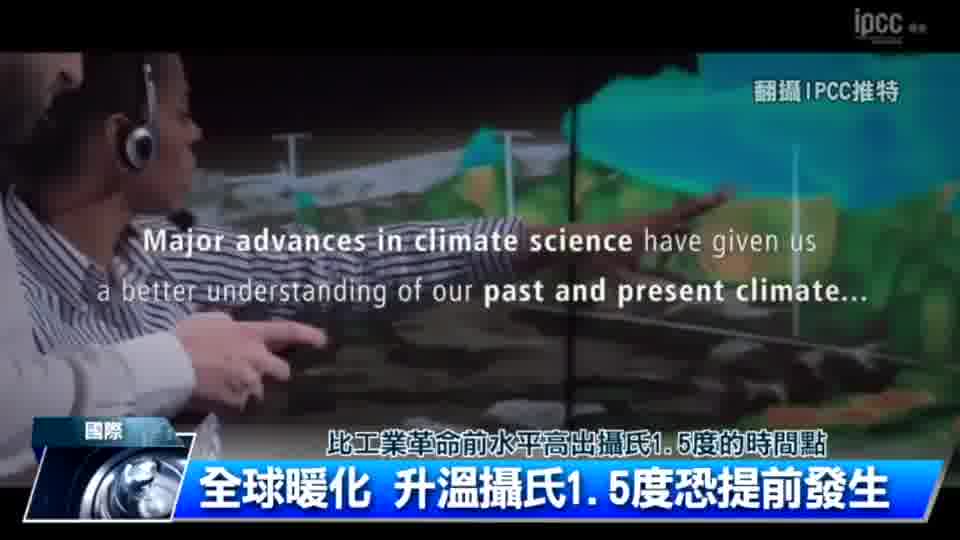 ipcc
翻攝IPCC推特
Major advances in climate science have given us
a better understanding of our past and present climate...
國際
比工業革命前水平高出攝氏1.5度的時間點
全球暖化 升溫攝氏1.5度恐提前發生